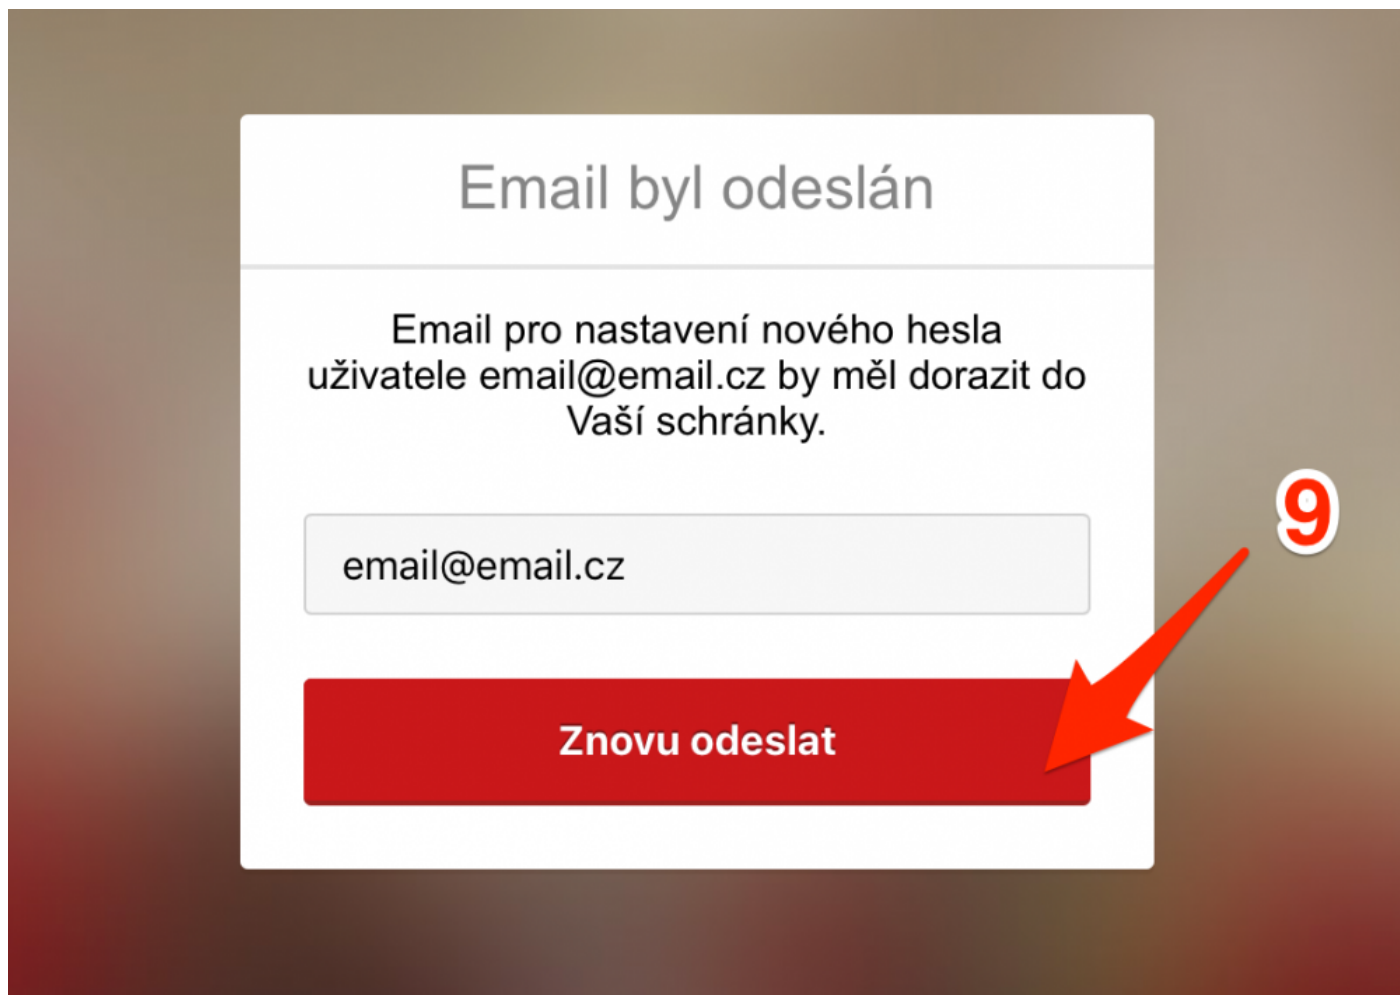 Email byl odeslán
Email pro nastavení nového hesla
uživatele email@email.cz by měl dorazit do
Vaší schránky.
email@email.cz
9
Znovu odeslat